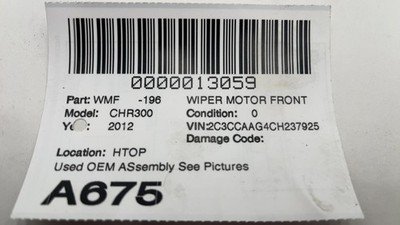 0000013059
Part: WMF -196 WIPER MOTOR FRONT
Model: CHR300 Condition: 0
Year: 2012 VIN:2C3CCAAG4CH237925
Damage Code:
Location: HTOP
Used OEM ASsembly See Pictures
A675